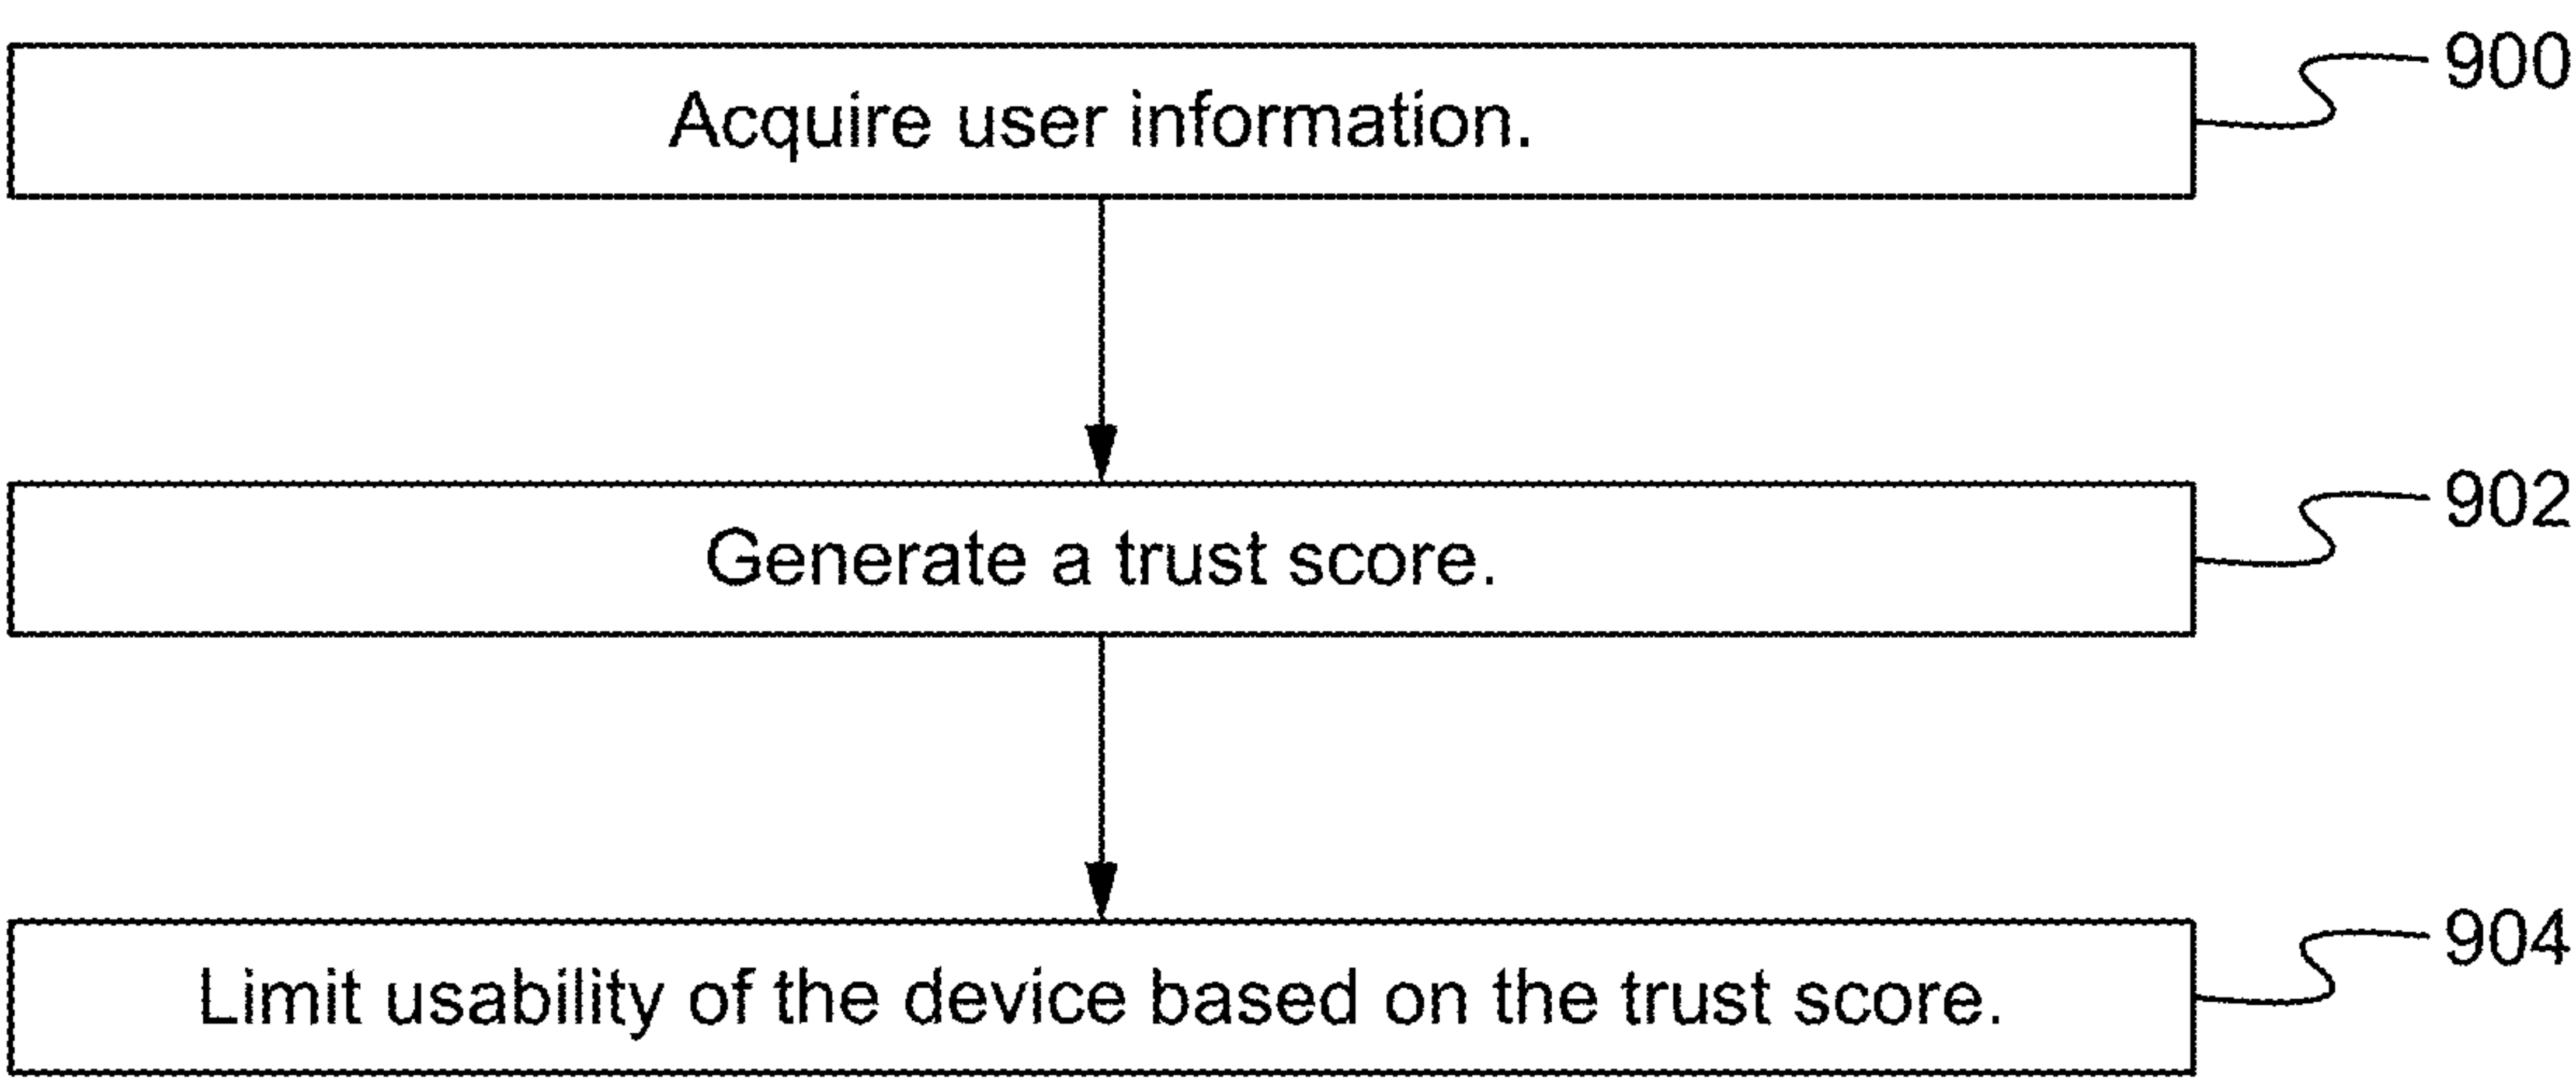 Acquire user information.
900
Generate a trust score.
902
Limit usability of the device based on the trust score.
904